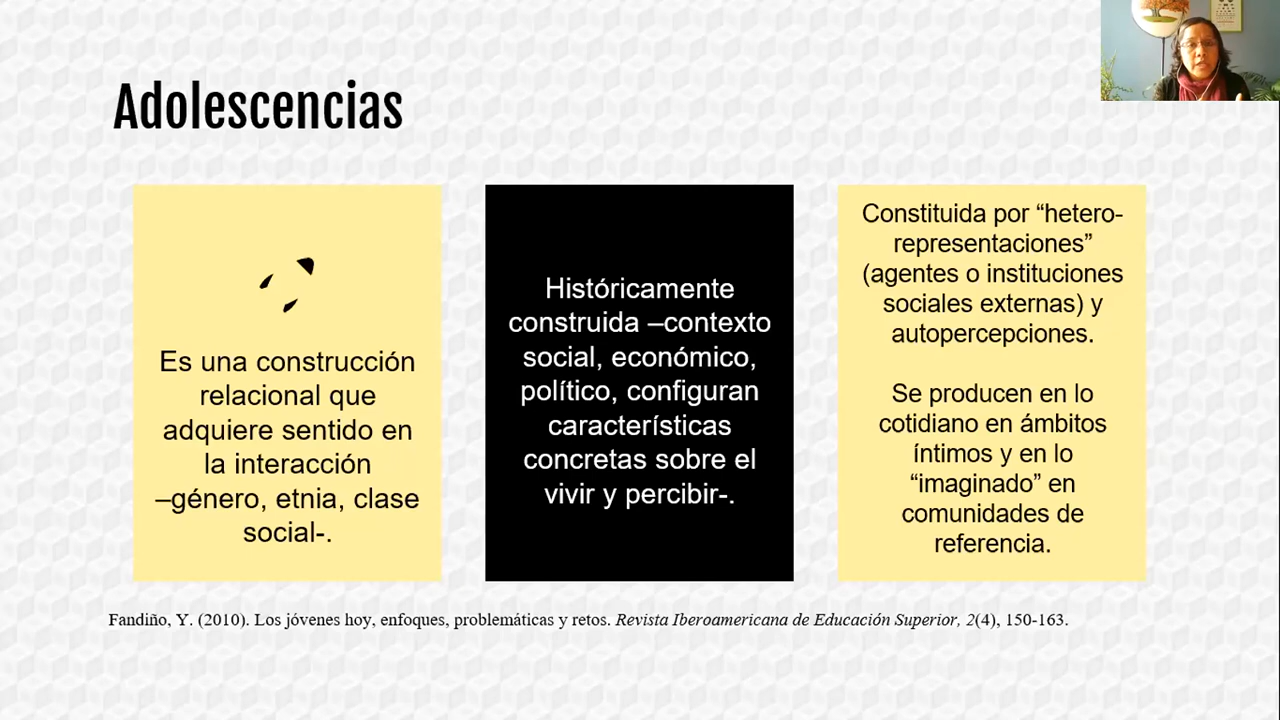 Adolescencias
Es una construcción
relacional que
adquiere sentido en
la interacción
–género, etnia, clase
social-.
Históricamente
construida –contexto
social, económico,
político, configuran
características
concretas sobre el
vivir y percibir-.
Constituida por “hetero-
representaciones”
(agentes o instituciones
sociales externas) y
autopercepciones.
Se producen en lo
cotidiano en ámbitos
íntimos y en lo
“imaginado” en
comunidades de
referencia.
Fandiño, Y. (2010). Los jóvenes hoy, enfoques, problemáticas y retos. Revista Iberoamericana de Educación Superior, 2(4), 150-163.